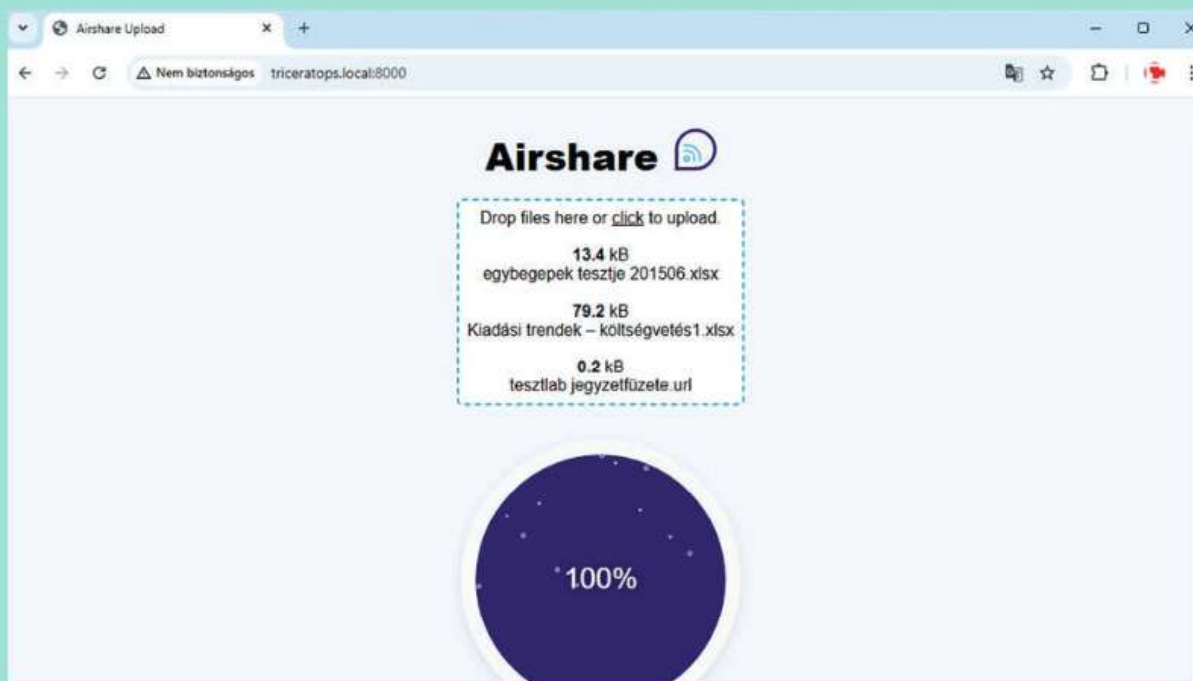 Airshare Upload
Nem biztonságos triceratops.local:8000
Airshare
Drop files here or click to upload.
13.4 kB
egybegepek tesztje 201506.xlsx
79.2 kB
Kiadási trendek – költségvetés1.xlsx
0.2 kB
tesztlab jegyzetfüzete.url
100%